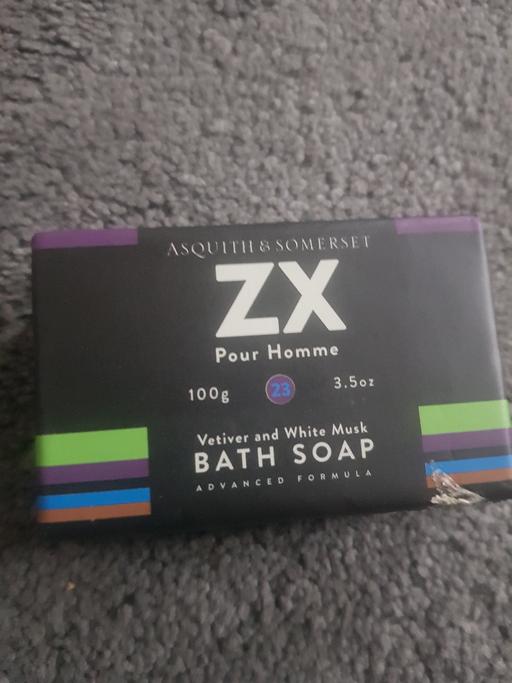 ASQUITH & SOMERSET
ZX
Pour Homme
100g 23 3.5oz
Vetiver and White Musk
BATH SOAP
ADVANCED FORMULA